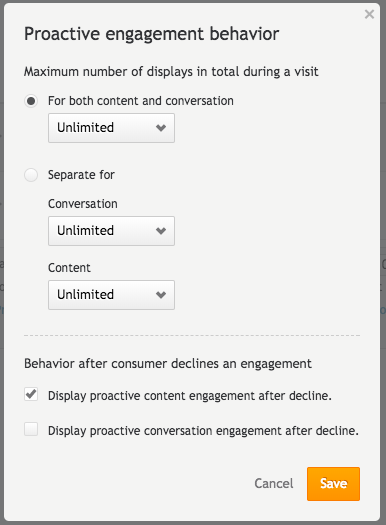 Proactive engagement behavior
Maximum number of displays in total during a visit
For both content and conversation
Unlimited
Separate for
Conversation
Unlimited
Content
Unlimited
Behavior after consumer declines an engagement
Display proactive content engagement after decline.
Display proactive conversation engagement after decline.
Cancel
Save